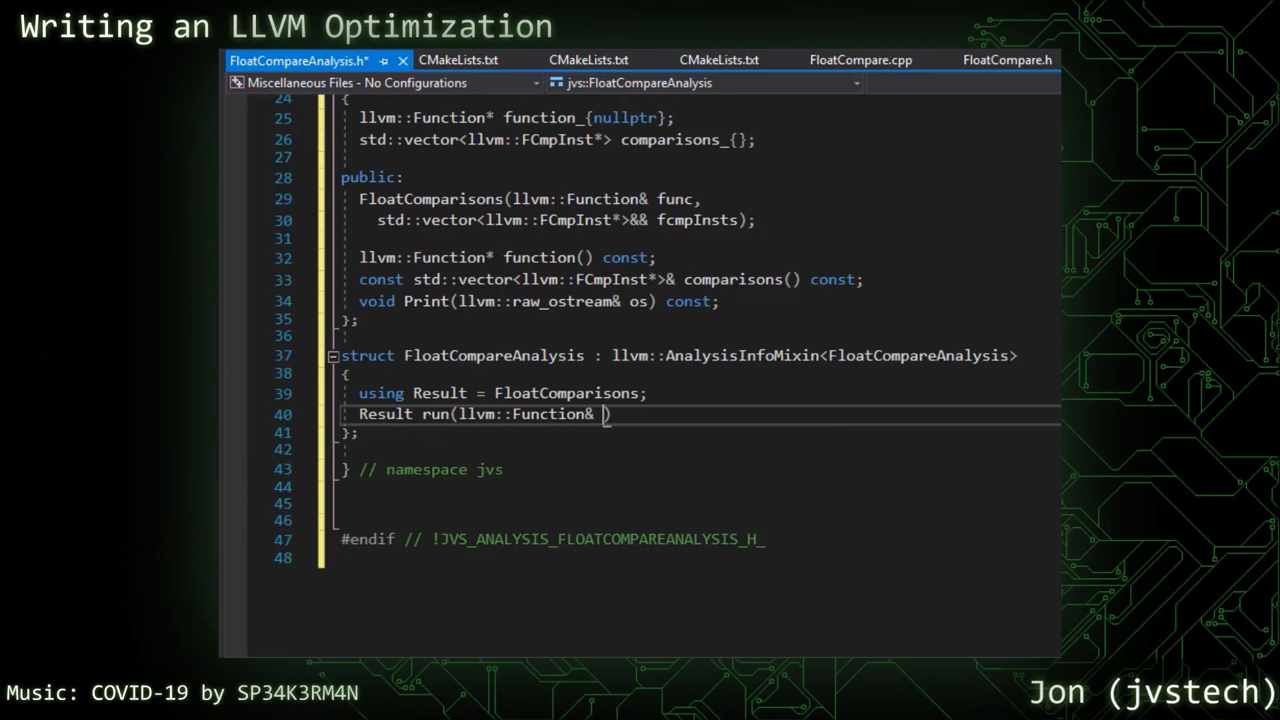 Writing an LLVM Optimization
FloatCompareAnalysis.h* CMakeLists.txt CMakeLists.txt CMakeLists.txt FloatCompare.cpp FloatCompare.h
Miscellaneous Files - No Configurations jvs::FloatCompareAnalysis
24 {
25 llvm::Function* function_{nullptr};
26 std::vector<llvm::FCmpInst*> comparisons_{};
27
28 public:
29 FloatComparisons(llvm::Function& func,
30 std::vector<llvm::FCmpInst*>&& fcmpInsts);
31
32 llvm::Function* function() const;
33 const std::vector<llvm::FCmpInst*>& comparisons() const;
34 void Print(llvm::raw_ostream& os) const;
35 };
36
37 struct FloatCompareAnalysis : llvm::AnalysisInfoMixin<FloatCompareAnalysis>
38 {
39 using Result = FloatComparisons;
40 Result run(llvm::Function& )
41 };
42
43 } // namespace jvs
44
45
46
47 #endif // !JVS_ANALYSIS_FLOATCOMPAREANALYSIS_H_
48
Music: COVID-19 by SP34K3RM4N
Jon (jvstech)